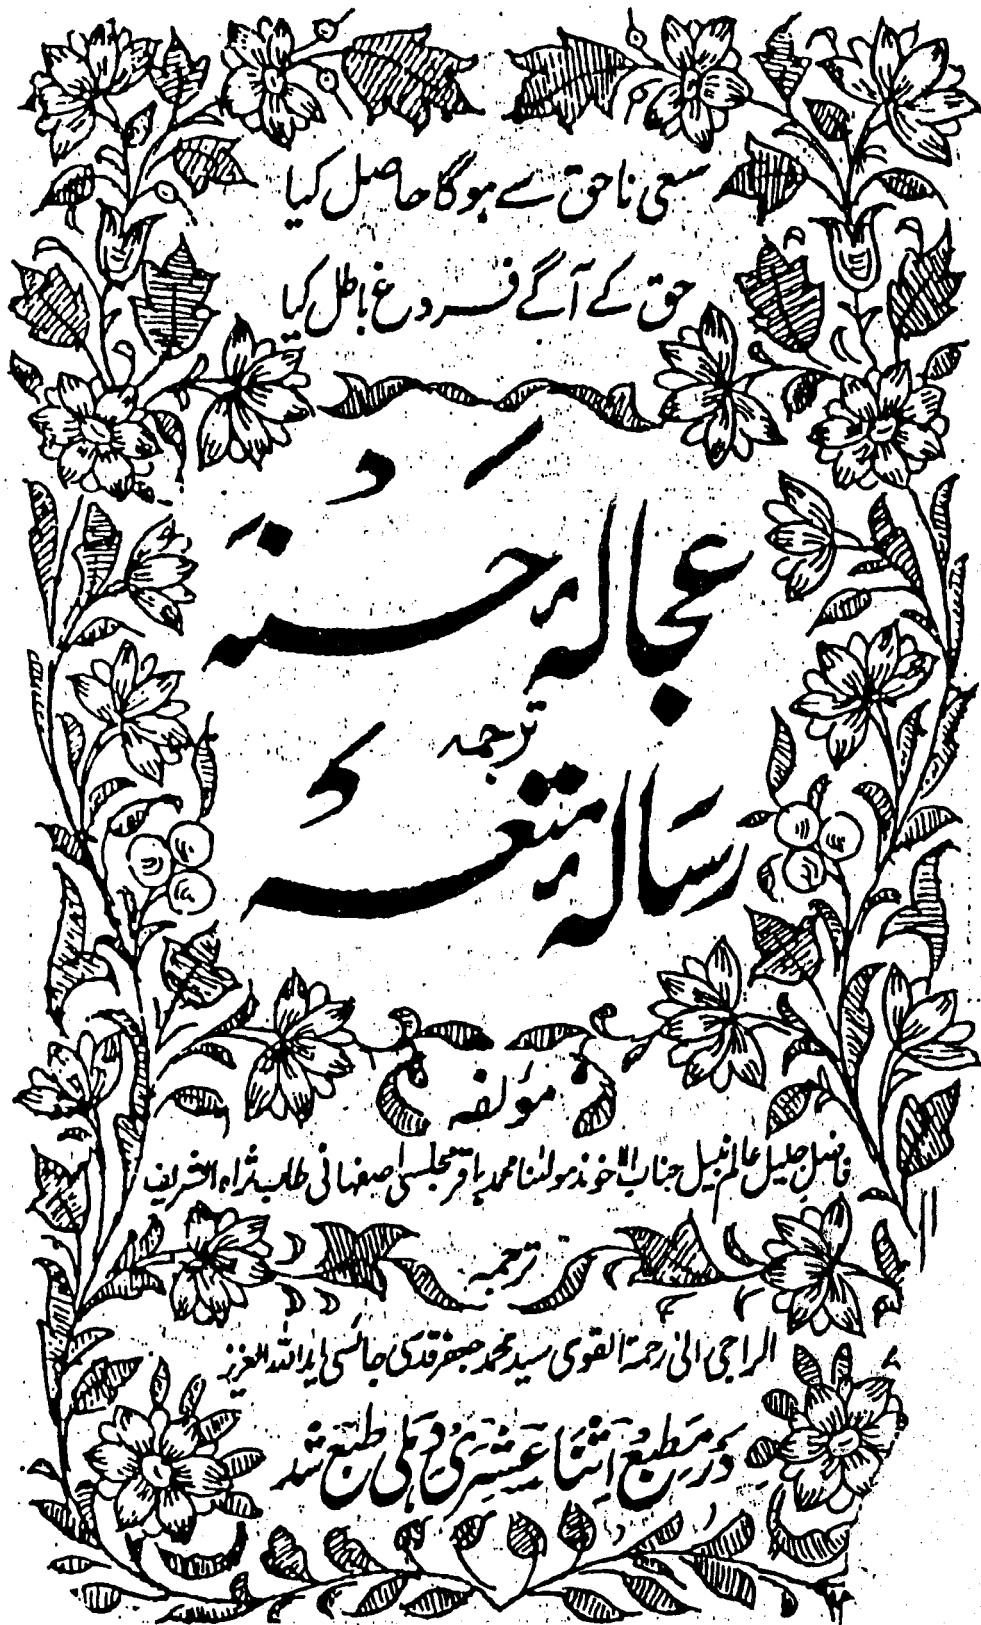 سعی ناحق سے ہوگا حاصل کیا
حق کے آگے فروغ باطل کیا
عجالۂ حسنہ
ترجمہ
رسالۂ متعہ
مؤلفہ
فاضل جلیل عالم نبیل جناب آخوند مولٰنا محمد باقر مجلسی اصفہانی طاب ثراہ الشریف
ترجمہ
الراجی الی رحمۃ القوی سید محمد جعفر قدسی جائسی ایدہ اللہ العزیز
در مطبع اثنا عشری دہلی طبع شد